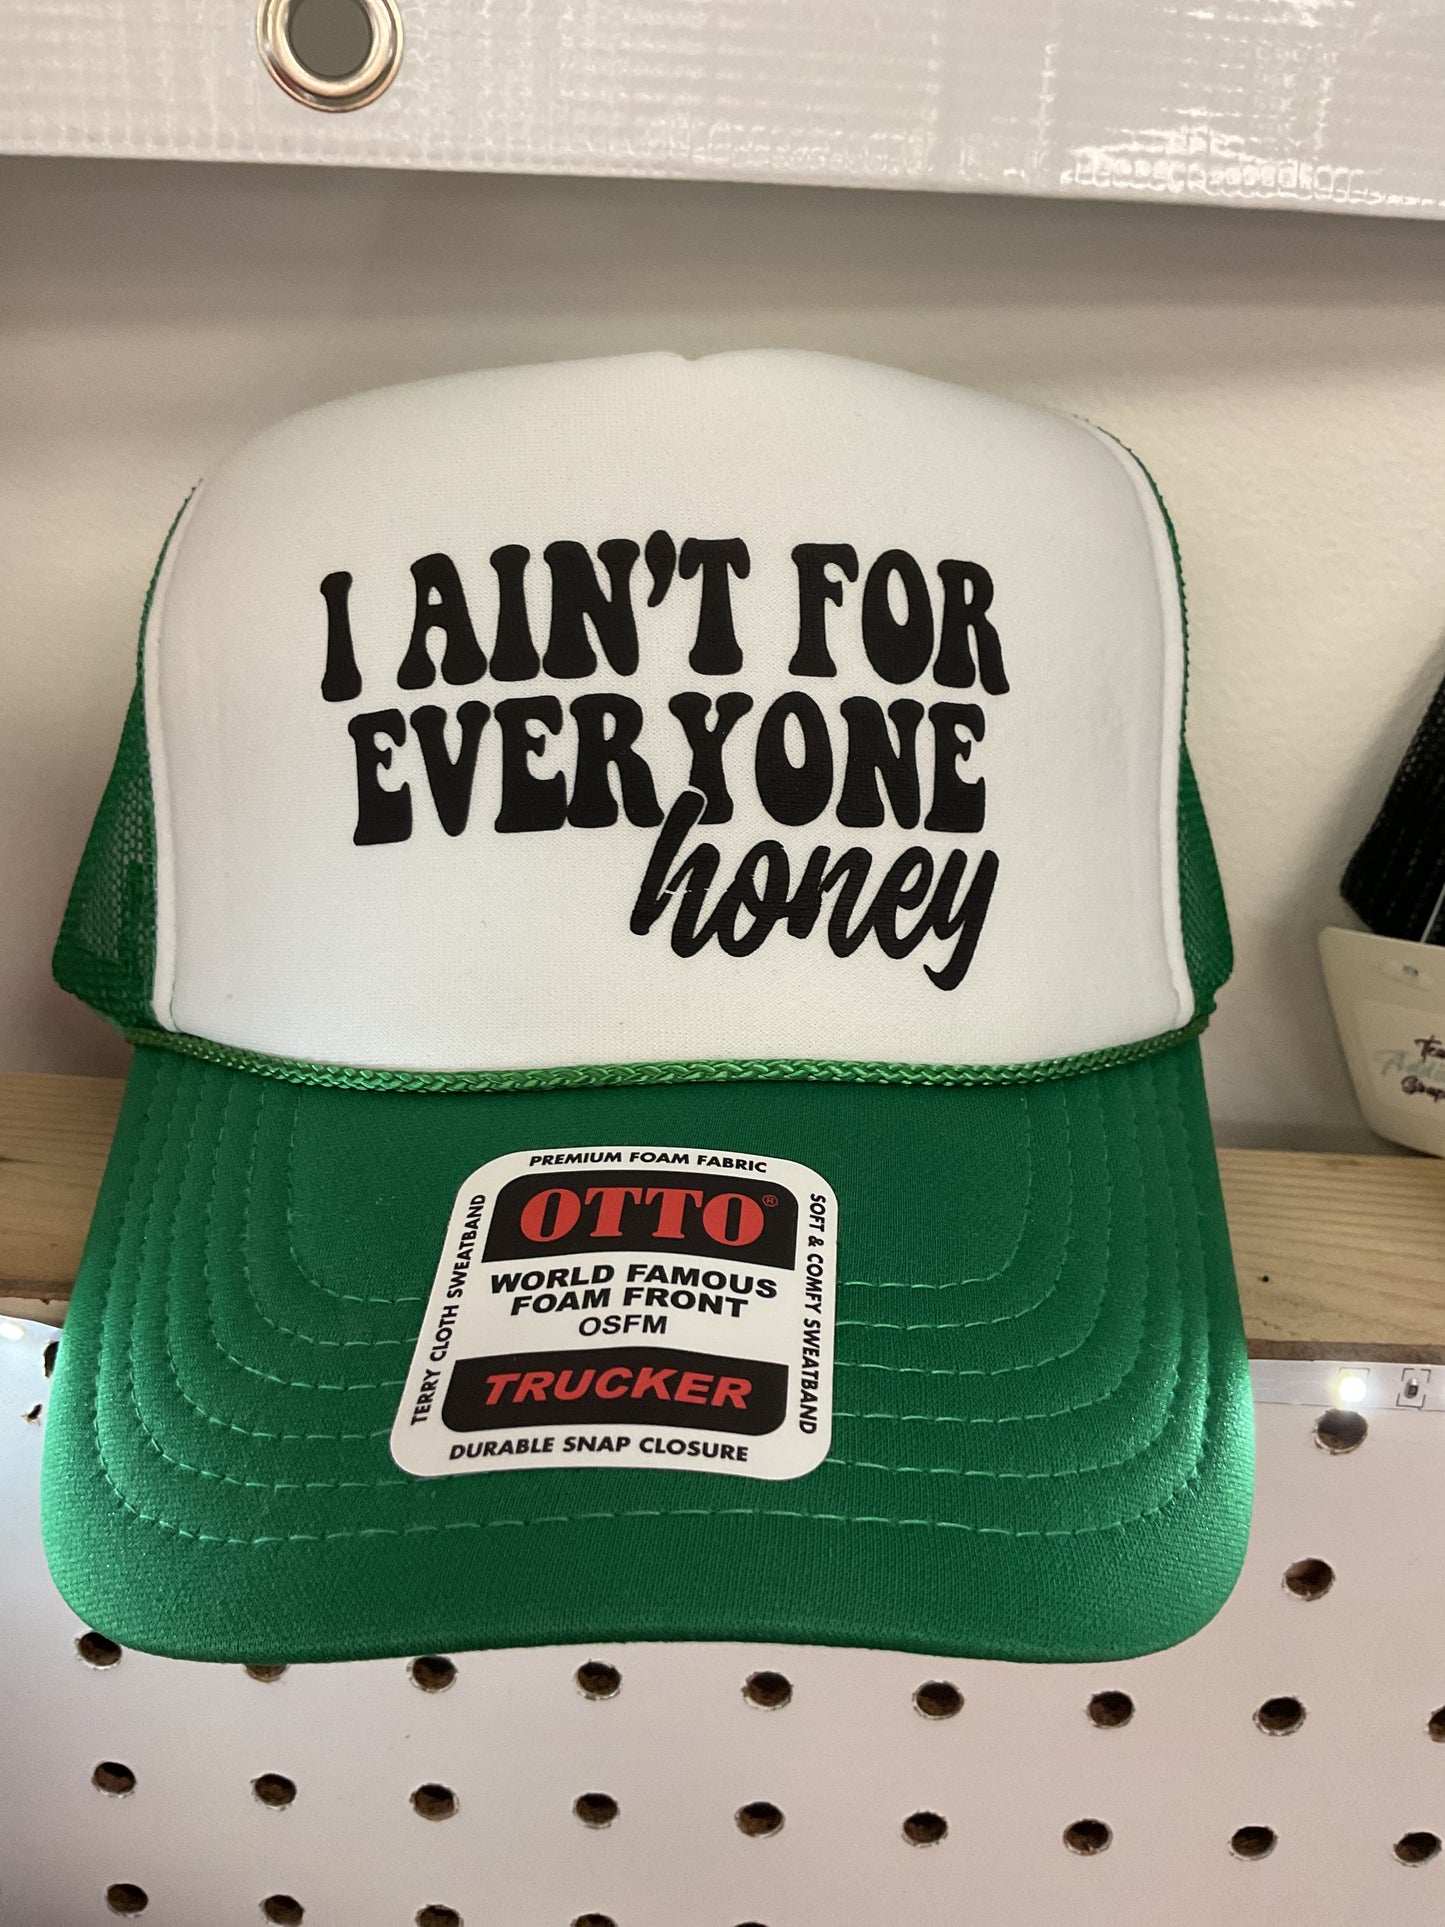 I AIN'T FOR
EVERYONE
honey
PREMIUM FOAM FABRIC
OTTO®
WORLD FAMOUS
FOAM FRONT
OSFM
TRUCKER
DURABLE SNAP CLOSURE
TERRY CLOTH SWEATBAND
SOFT & COMFY SWEATBAND